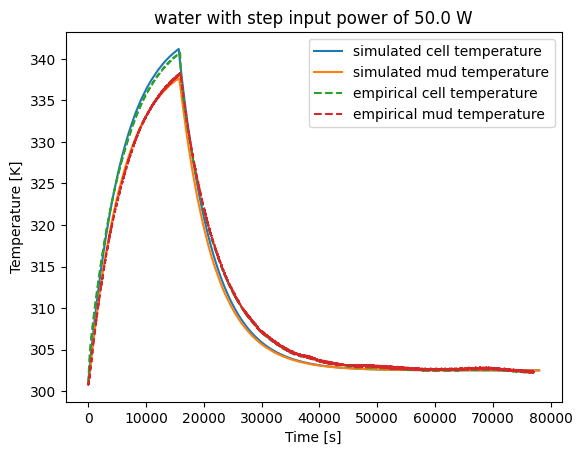 water with step input power of 50.0 W
simulated cell temperature
simulated mud temperature
empirical cell temperature
empirical mud temperature
Temperature [K]
340
335
330
325
320
315
310
305
300
0
10000
20000
30000
40000
50000
60000
70000
80000
Time [s]